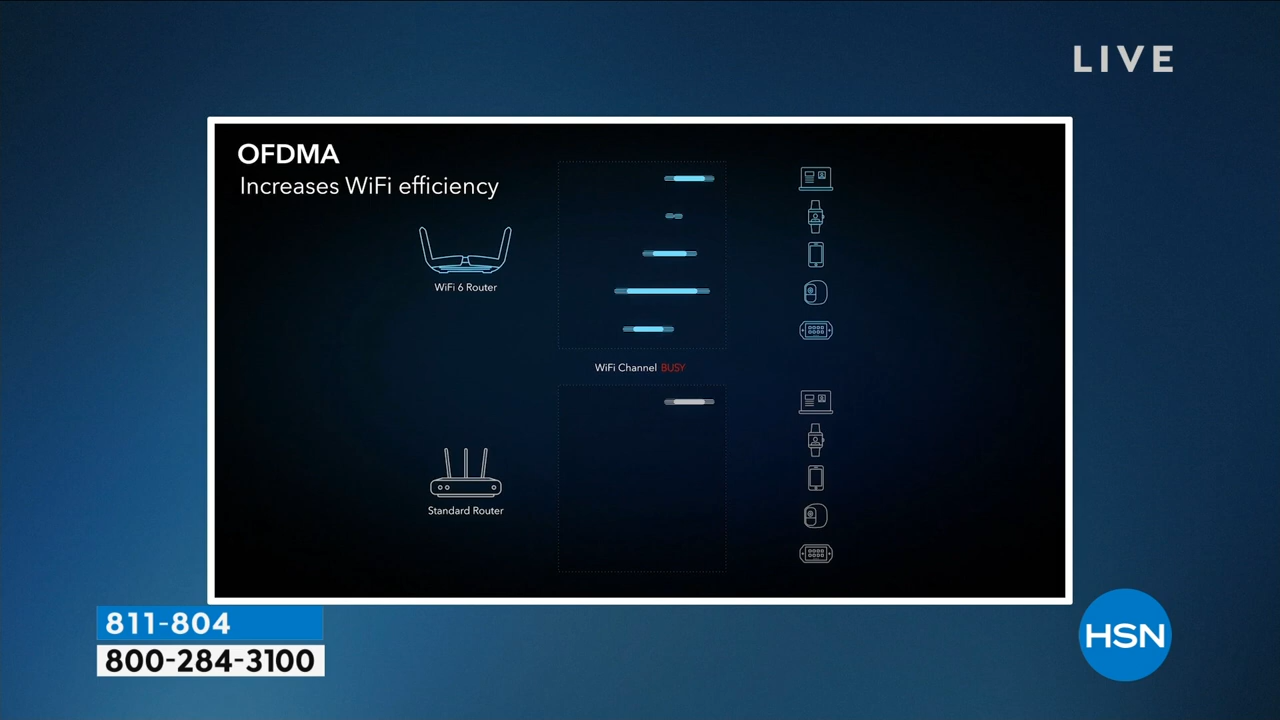 LIVE
OFDMA
Increases WiFi efficiency
WiFi 6 Router
WiFi Channel BUSY
Standard Router
811-804
800-284-3100
HSN